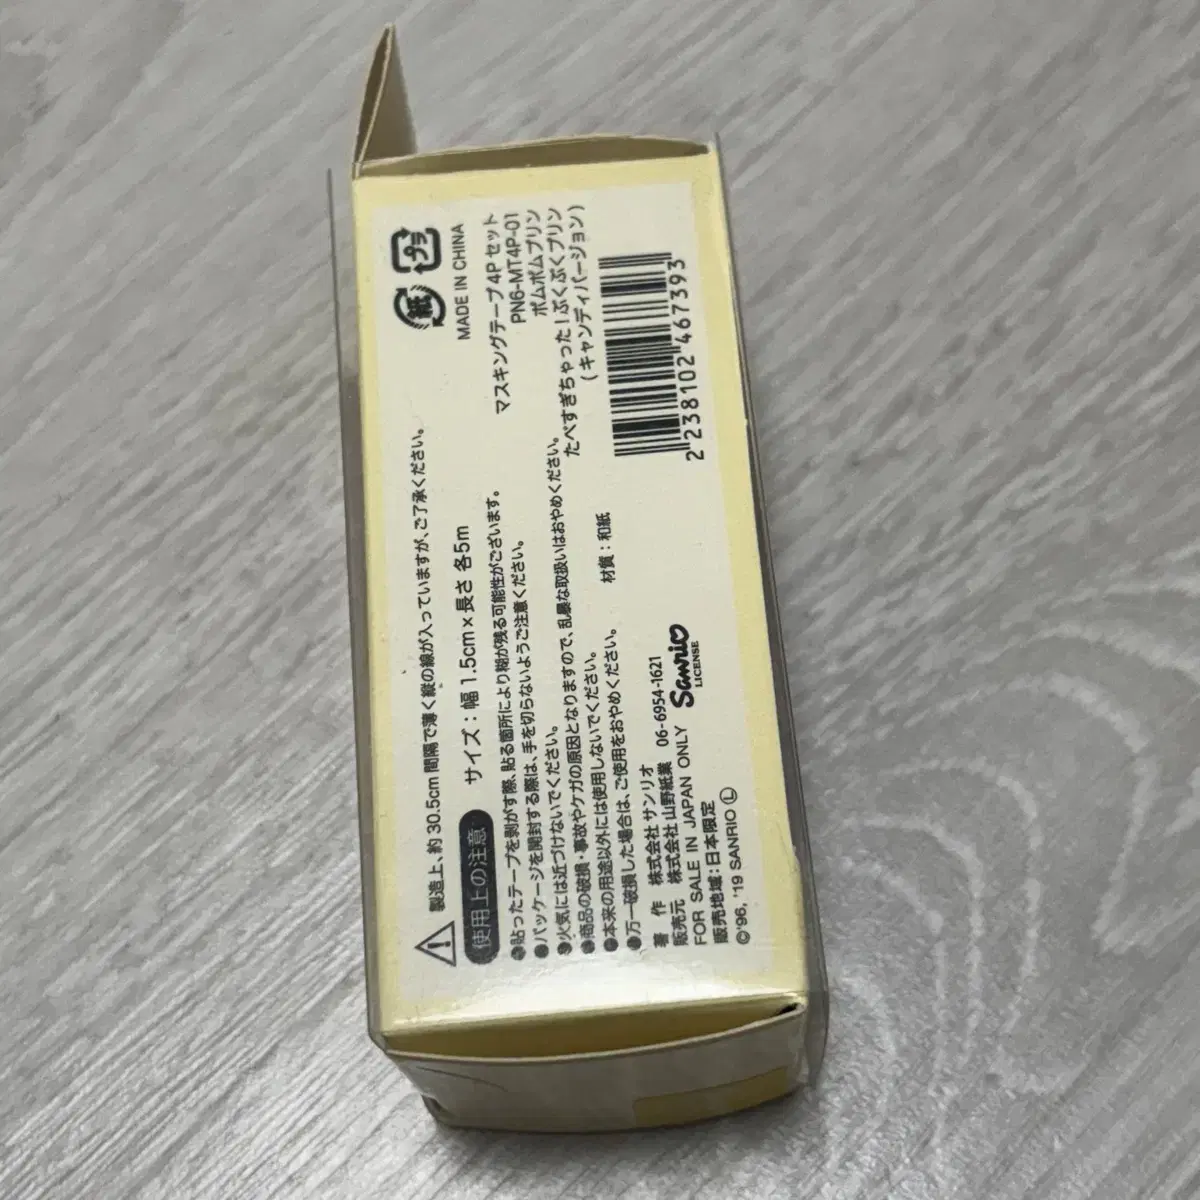 製造上、約 30.5cm 間隔で薄く縦の線が入っていますが、ご了承ください。
使用上の注意
サイズ：幅 1.5cm×長さ 各5m
●貼ったテープを剥がす際、貼る箇所により糊が残る可能性がございます。
●パッケージを開封する際は、手を切らないようご注意ください。
●火気には近づけないでください。
●商品の破損・事故やケガの原因となりますので、乱暴な取扱いはおやめください。
●本来の用途以外には使用しないでください。
●万一破損した場合は、ご使用をおやめください。
材質：和紙
著 作 株式会社 サンリオ
販売元 株式会社 山野紙業 06-6954-1621
FOR SALE IN JAPAN ONLY
販売地域：日本限定
©'96, '19 SANRIO Ⓛ
Sanrio
LICENSE
紙
プラ
MADE IN CHINA
マスキングテープ4Pセット
PN6-MT4P-01
ポムポムプリン
たべすぎちゃった！ぷくぷくプリン
(キャンディバージョン)
2 238102 467393